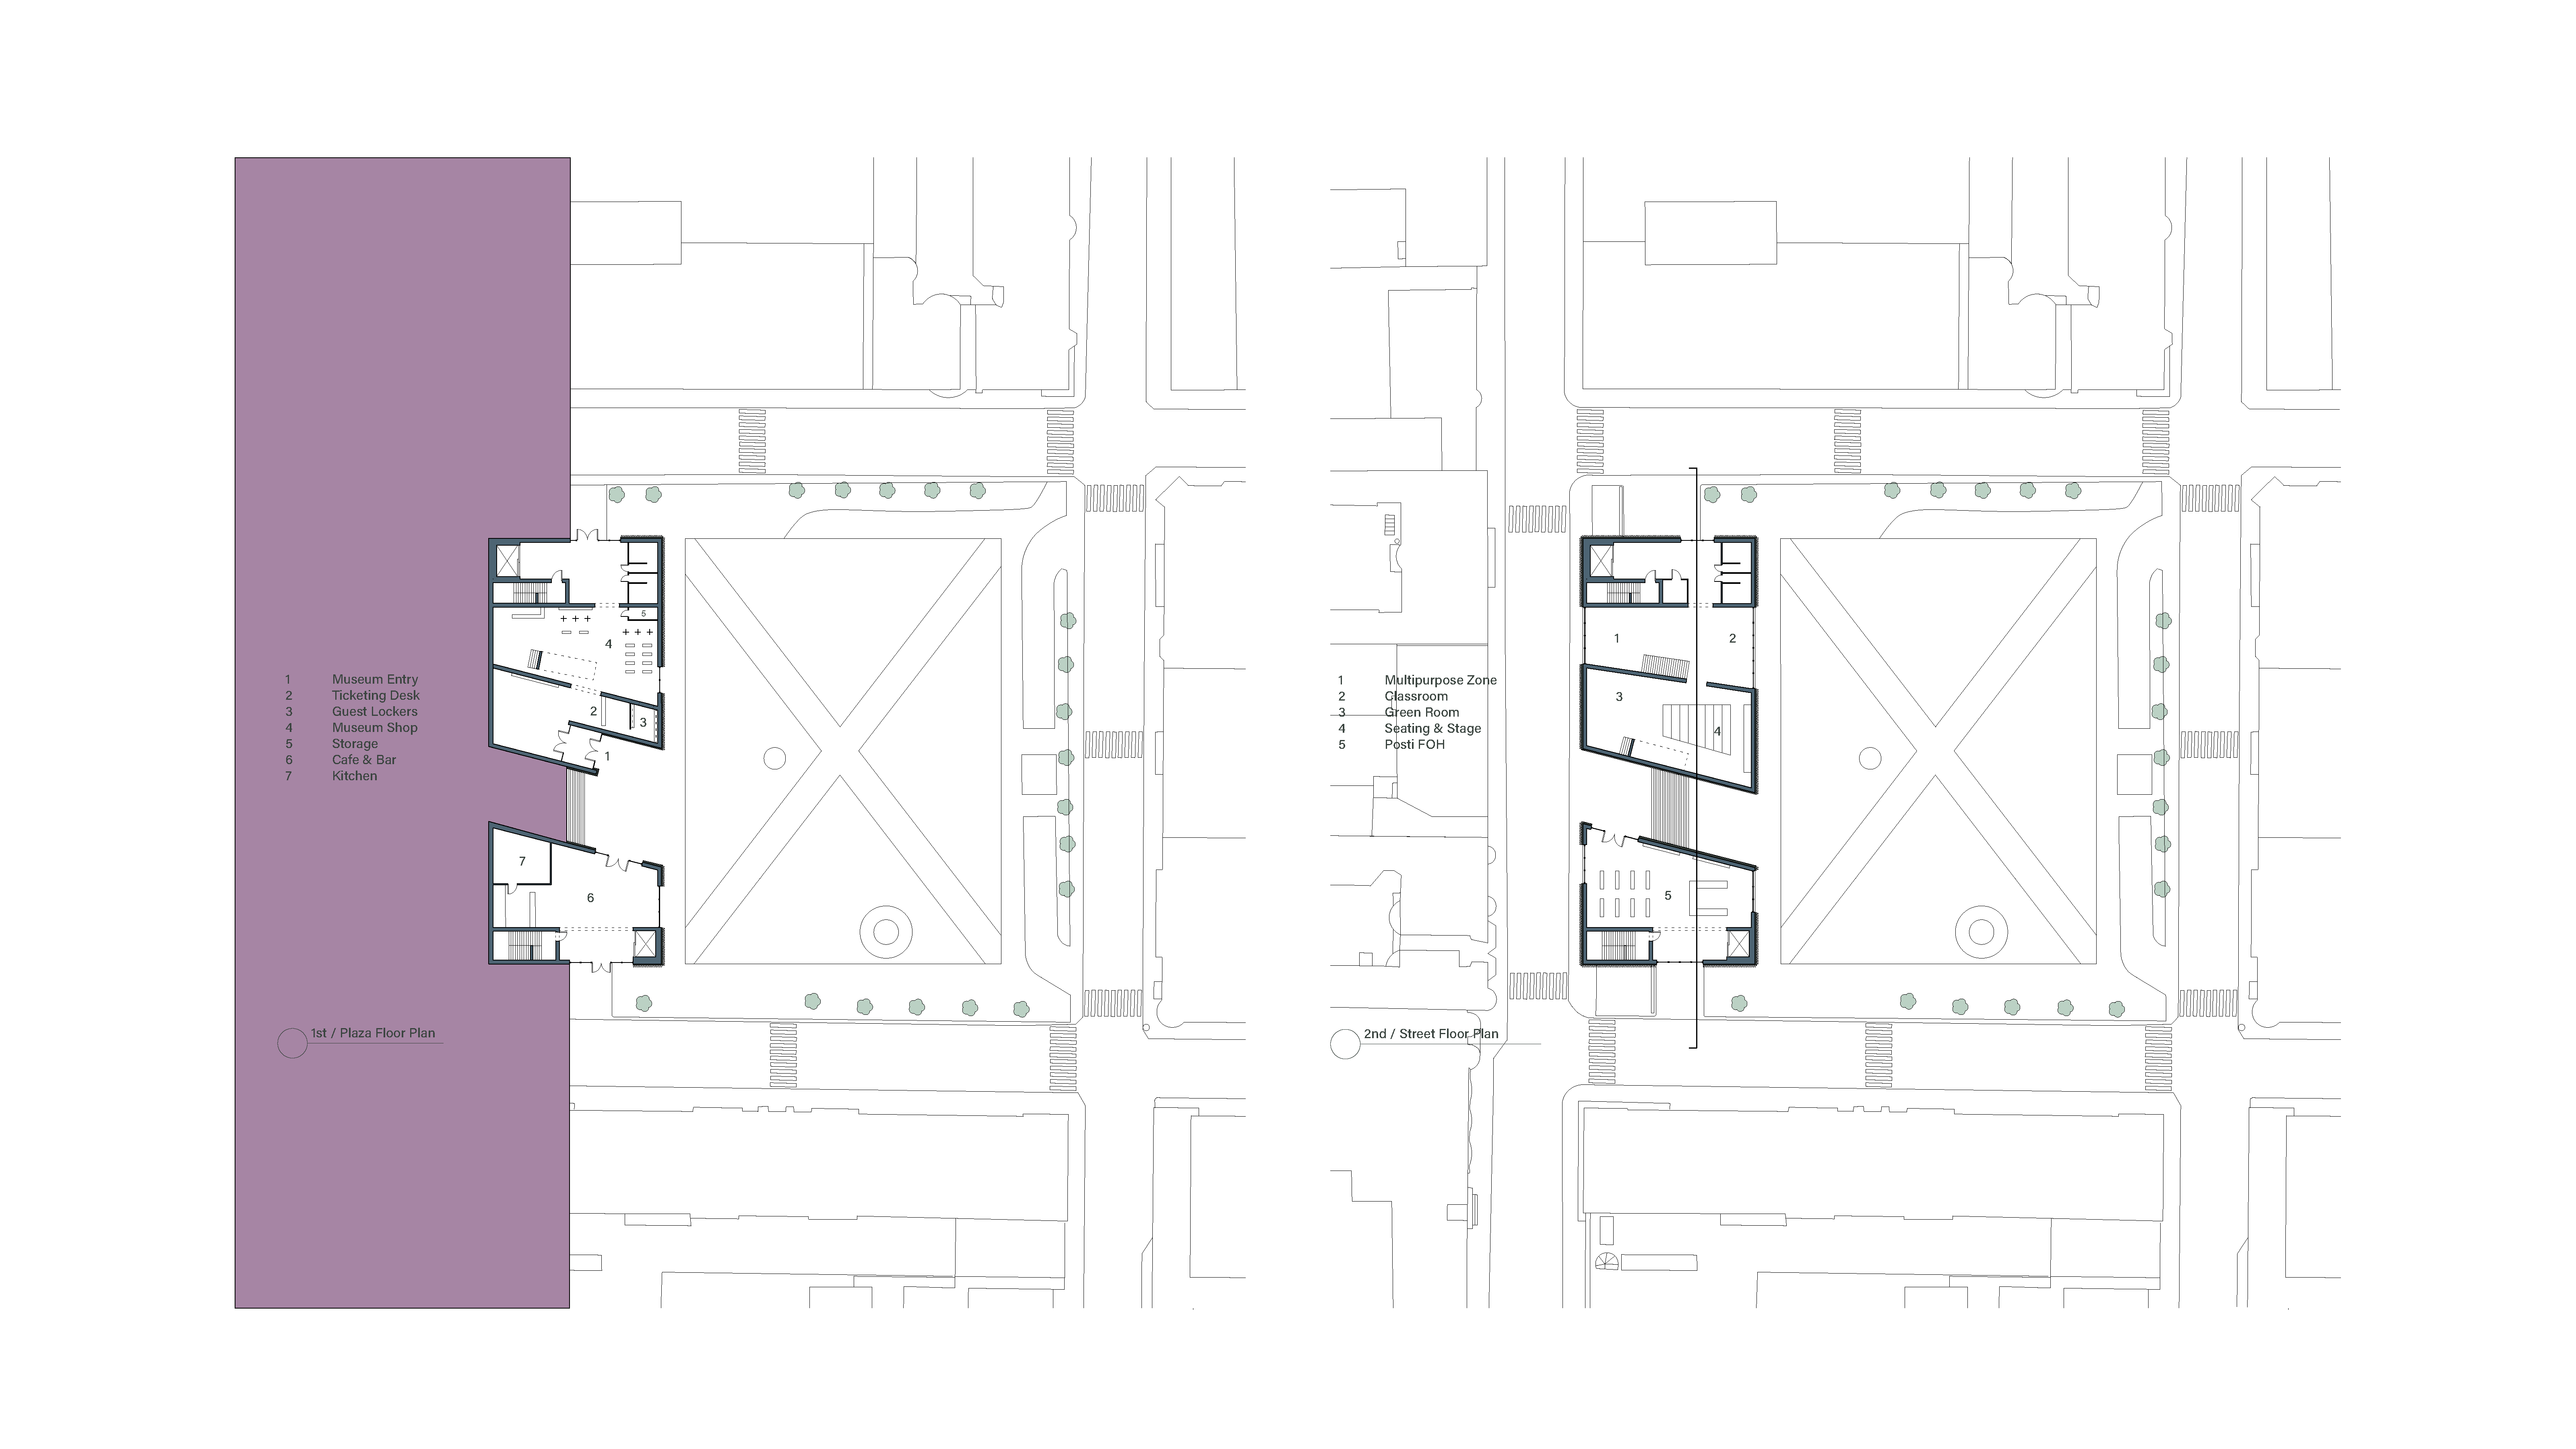 1 Museum Entry
2 Ticketing Desk
3 Guest Lockers
4 Museum Shop
5 Storage
6 Cafe & Bar
7 Kitchen
1st / Plaza Floor Plan
5
4
2
3
1
7
6
1 Multipurpose Zone
2 Classroom
3 Green Room
4 Seating & Stage
5 Posti FOH
2nd / Street Floor Plan
1
2
3
4
5